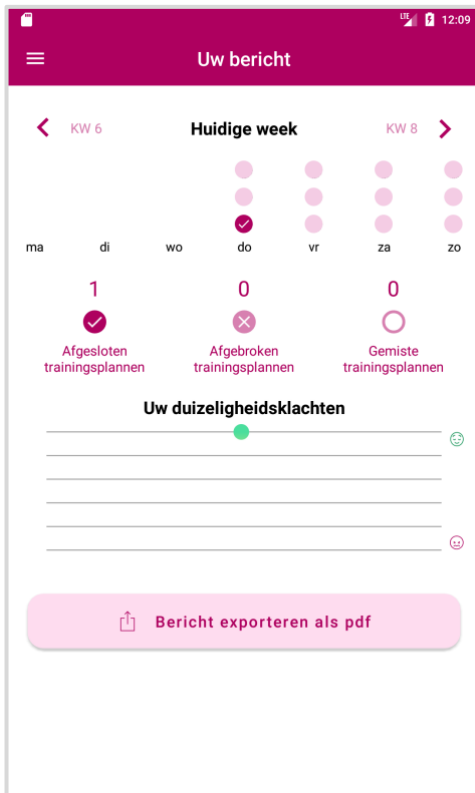 LTE 12:09
Uw bericht
KW 6 Huidige week KW 8
ma di wo do vr za zo
1 0 0
Afgesloten trainingsplannen
Afgebroken trainingsplannen
Gemiste trainingsplannen
Uw duizeligheidsklachten
Bericht exporteren als pdf